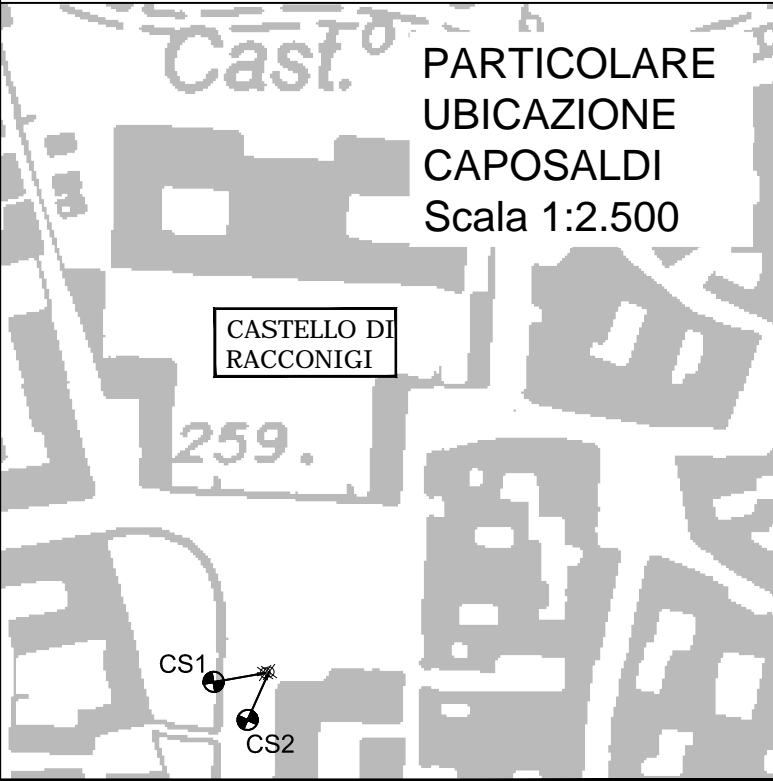 Cast.º
PARTICOLARE
UBICAZIONE
CAPOSALDI
Scala 1:2.500
CASTELLO DI
RACCONIGI
259.
CS1
CS2